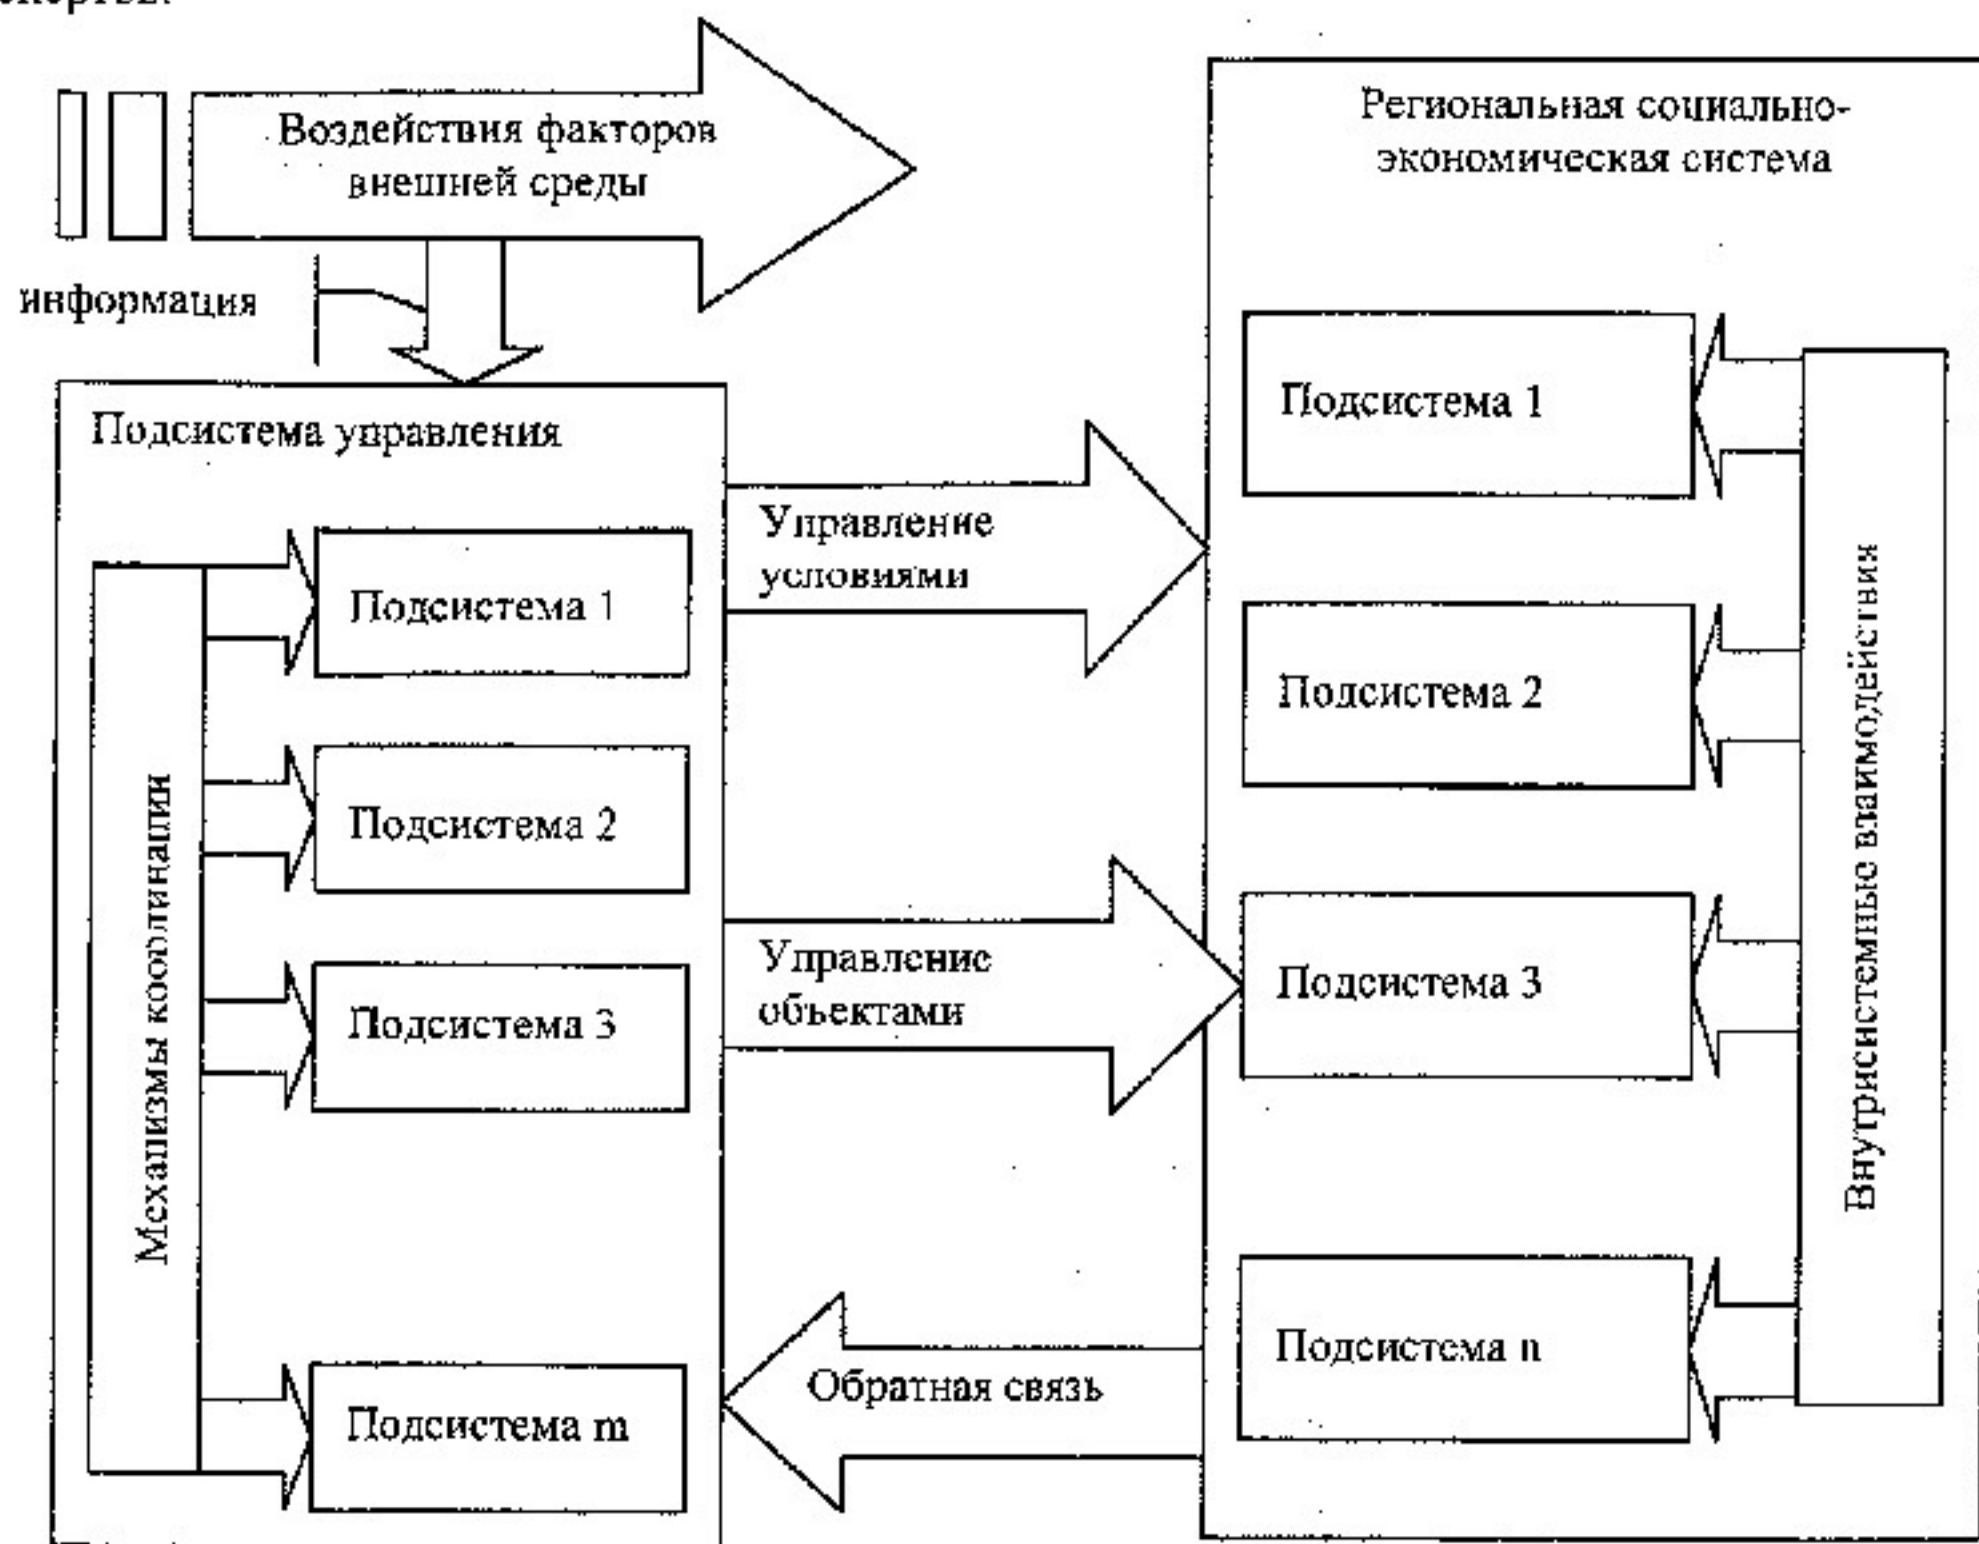 Воздействия факторов
внешней среды
информация
Подсистема управления
Механизмы координации
Подсистема 1
Подсистема 2
Подсистема 3
Подсистема m
Управление
условиями
Управление
объектами
Обратная связь
Региональная социально-
экономическая система
Подсистема 1
Подсистема 2
Подсистема 3
Подсистема n
Внутрисистемные взаимодействия